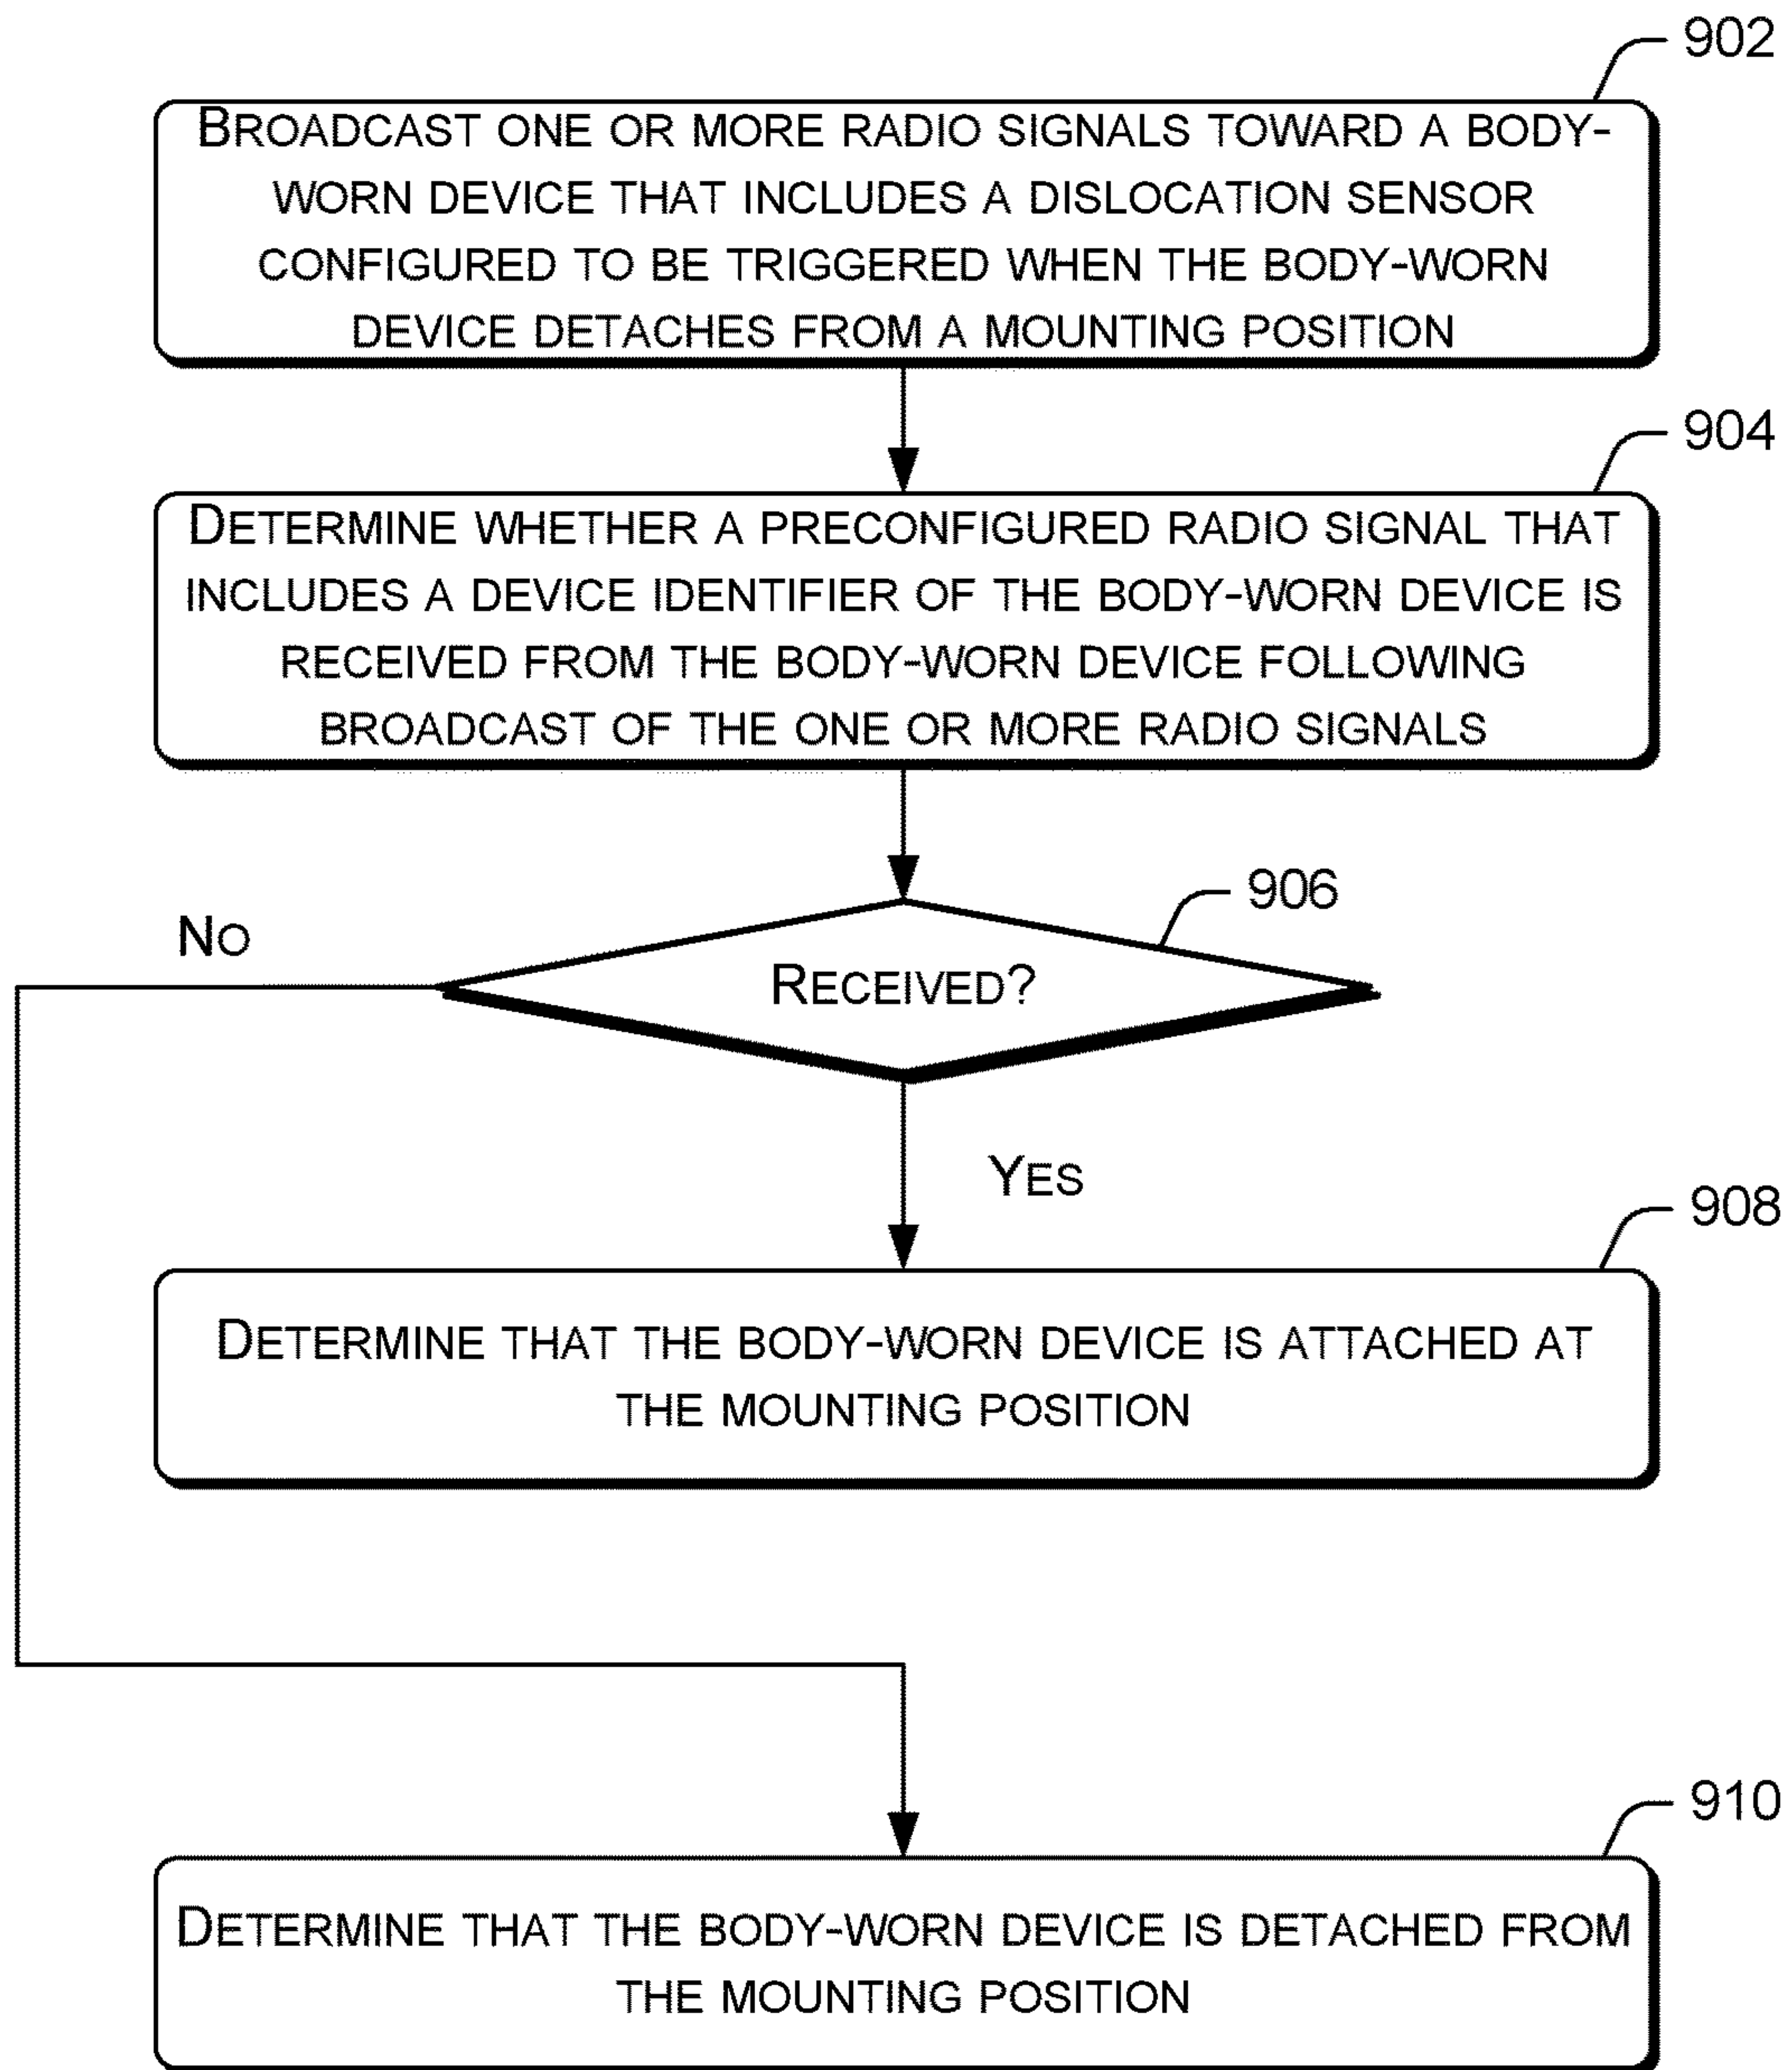 902
BROADCAST ONE OR MORE RADIO SIGNALS TOWARD A BODY-
WORN DEVICE THAT INCLUDES A DISLOCATION SENSOR
CONFIGURED TO BE TRIGGERED WHEN THE BODY-WORN
DEVICE DETACHES FROM A MOUNTING POSITION
904
DETERMINE WHETHER A PRECONFIGURED RADIO SIGNAL THAT
INCLUDES A DEVICE IDENTIFIER OF THE BODY-WORN DEVICE IS
RECEIVED FROM THE BODY-WORN DEVICE FOLLOWING
BROADCAST OF THE ONE OR MORE RADIO SIGNALS
906
NO
RECEIVED?
YES
908
DETERMINE THAT THE BODY-WORN DEVICE IS ATTACHED AT
THE MOUNTING POSITION
910
DETERMINE THAT THE BODY-WORN DEVICE IS DETACHED FROM
THE MOUNTING POSITION